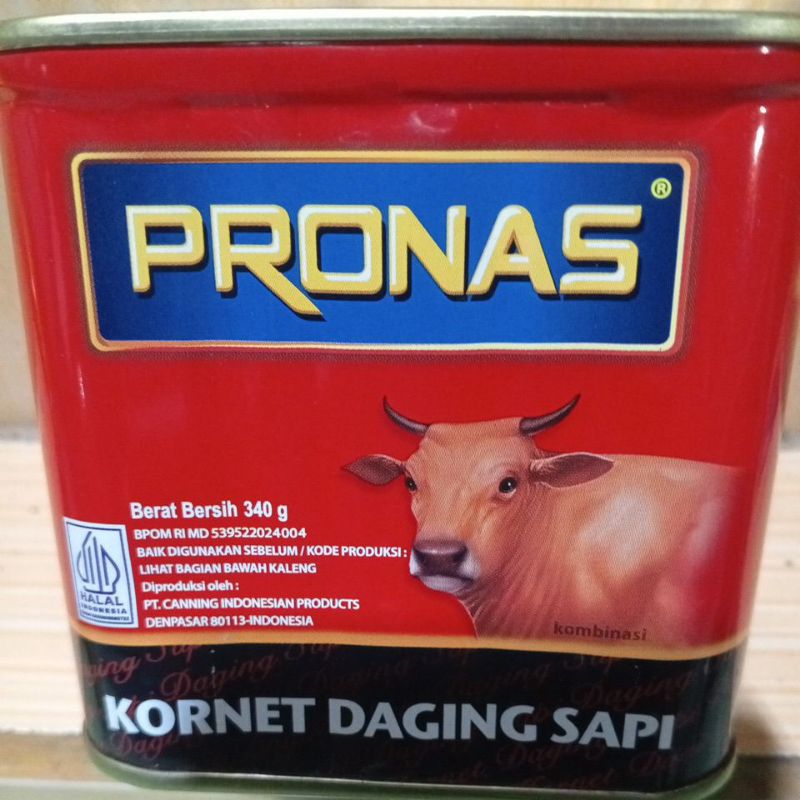 PRONAS®
Berat Bersih 340 g
BPOM RI MD 539522024004
BAIK DIGUNAKAN SEBELUM / KODE PRODUKSI :
LIHAT BAGIAN BAWAH KALENG
Diproduksi oleh :
PT. CANNING INDONESIAN PRODUCTS
DENPASAR 80113-INDONESIA
HALAL
INDONESIA
kombinasi
KORNET DAGING SAPI